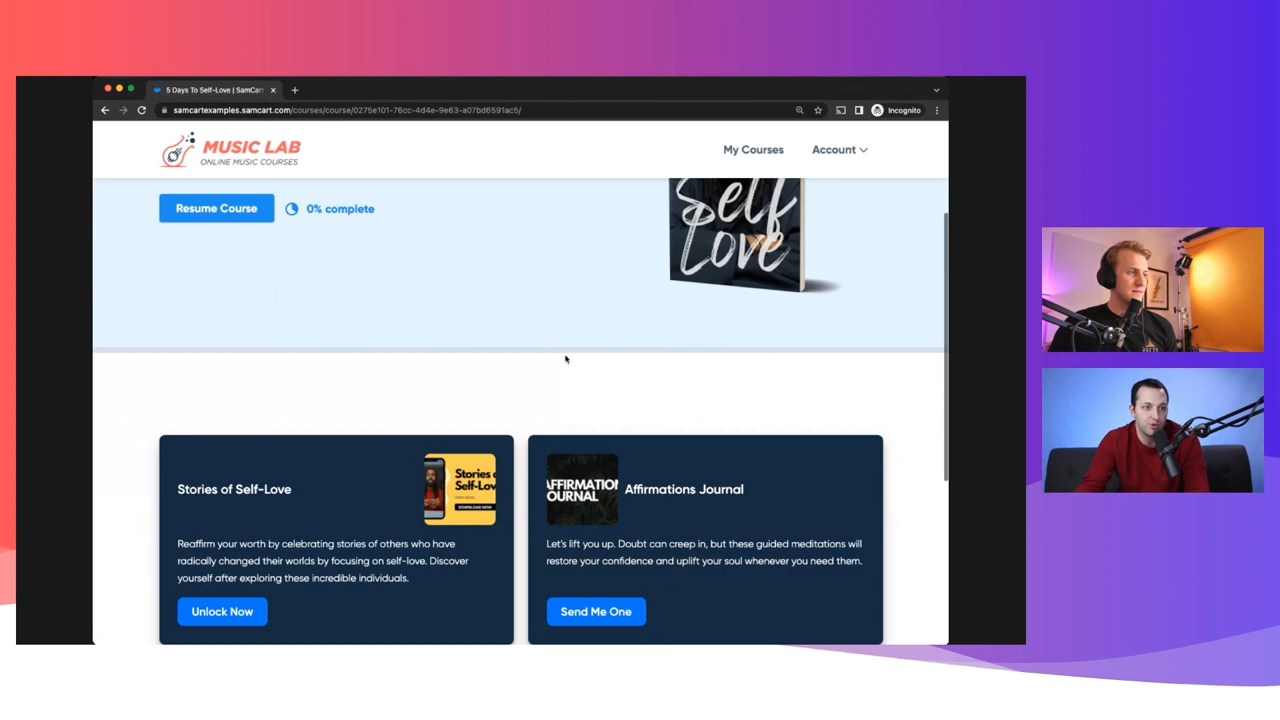 5 Days To Self-Love | SamCart
samcartexamples.samcart.com/courses/course/0275e101-76cc-4d4e-9e63-a07bd6591ac5/
Incognito
MUSIC LAB
ONLINE MUSIC COURSES
My Courses
Account
Resume Course
0% complete
Self
Love
Stories of Self-Love
Stories
Self-Lov
DOWNLOAD NOW
Reaffirm your worth by celebrating stories of others who have
radically changed their worlds by focusing on self-love. Discover
yourself after exploring these incredible individuals.
Unlock Now
AFFIRMATION
OURNAL
Affirmations Journal
Let's lift you up. Doubt can creep in, but these guided meditations will
restore your confidence and uplift your soul whenever you need them.
Send Me One